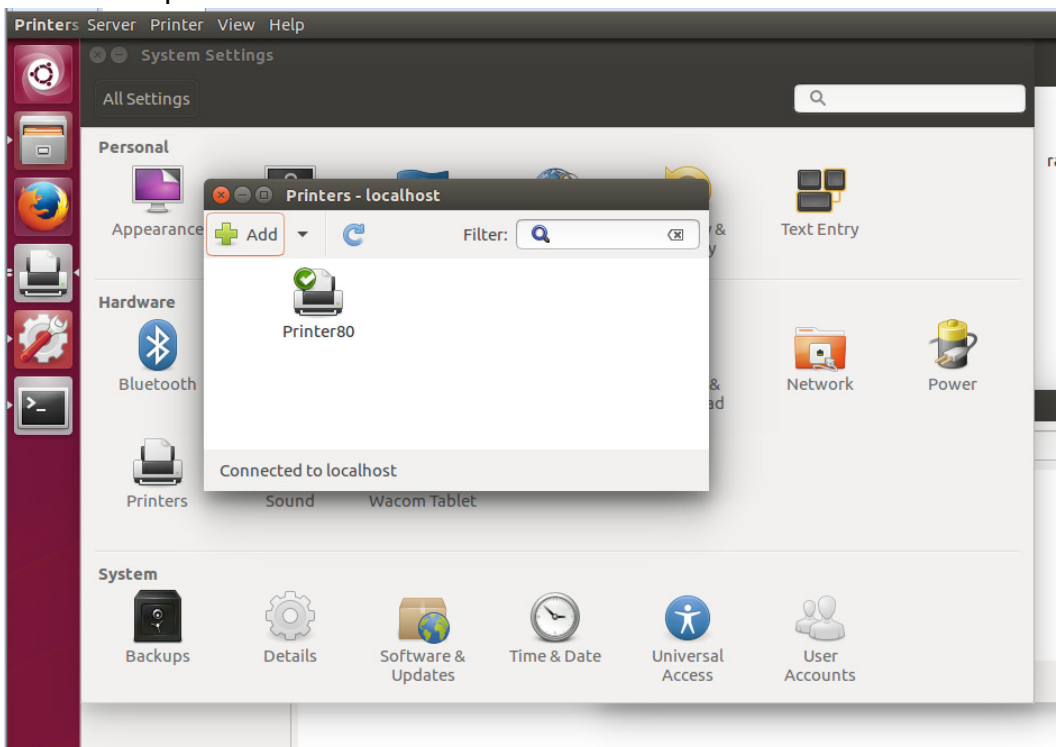 Printers Server Printer View Help
System Settings
All Settings
Personal
Appearance
Text Entry
Printers - localhost
Add
Filter:
Printer80
Connected to localhost
Hardware
Bluetooth
Network
Power
Printers
Sound
Wacom Tablet
System
Backups
Details
Software &
Updates
Time & Date
Universal
Access
User
Accounts